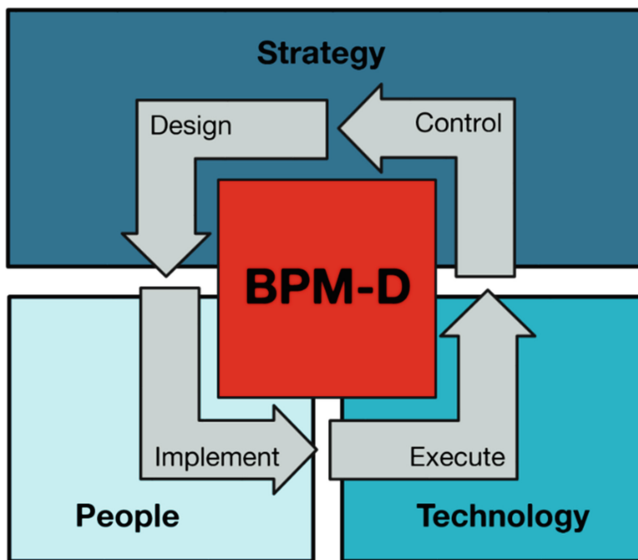 Strategy
Design
Control
BPM-D
Implement
Execute
People
Technology